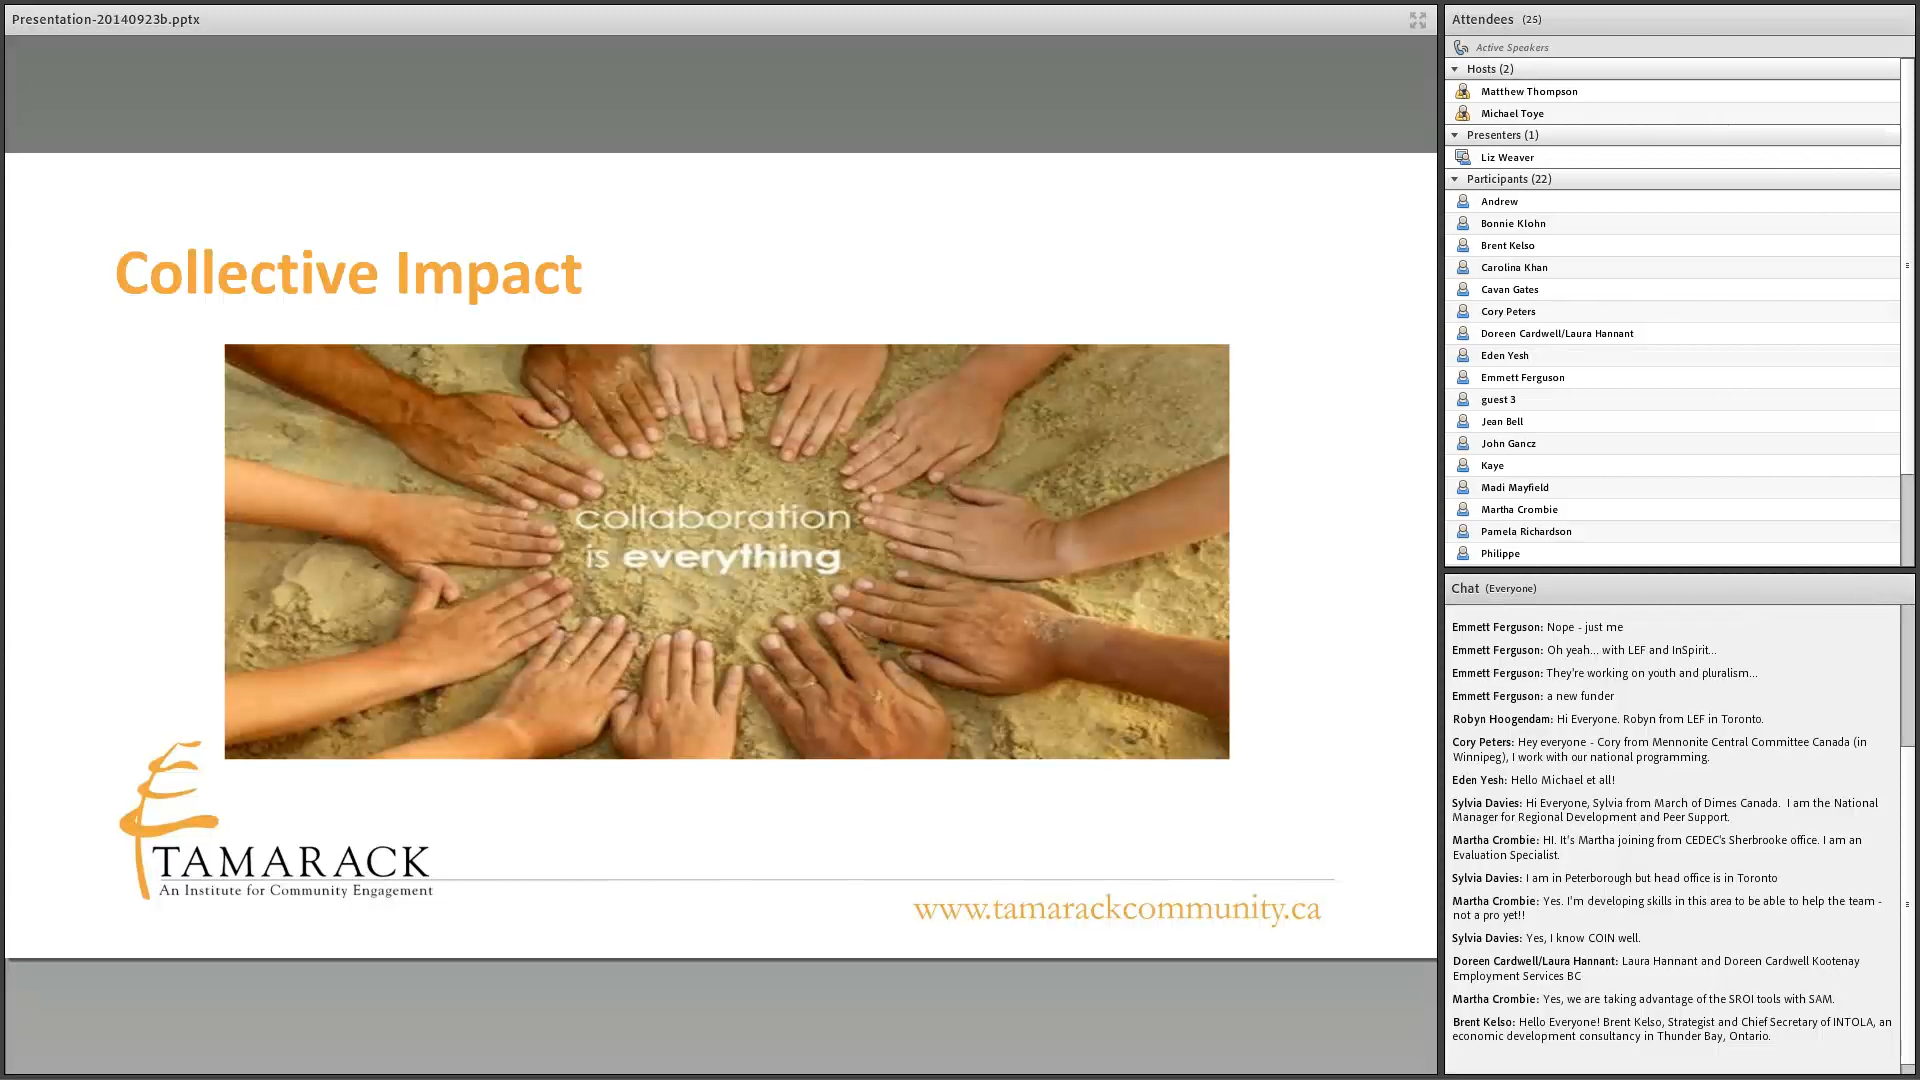 Presentation-20140923b.pptx
Collective Impact
collaboration
is everything
TAMARACK
An Institute for Community Engagement
www.tamarackcommunity.ca
Attendees (25)
Active Speakers
Hosts (2)
Matthew Thompson
Michael Toye
Presenters (1)
Liz Weaver
Participants (22)
Andrew
Bonnie Klohn
Brent Kelso
Carolina Khan
Cavan Gates
Cory Peters
Doreen Cardwell/Laura Hannant
Eden Yesh
Emmett Ferguson
guest 3
Jean Bell
John Gancz
Kaye
Madi Mayfield
Martha Crombie
Pamela Richardson
Philippe
Chat (Everyone)
Emmett Ferguson: Nope - just me
Emmett Ferguson: Oh yeah... with LEF and InSpirit...
Emmett Ferguson: They're working on youth and pluralism...
Emmett Ferguson: a new funder
Robyn Hoogendam: Hi Everyone. Robyn from LEF in Toronto.
Cory Peters: Hey everyone - Cory from Mennonite Central Committee Canada (in
Winnipeg), I work with our national programming.
Eden Yesh: Hello Michael et all!
Sylvia Davies: Hi Everyone, Sylvia from March of Dimes Canada.  I am the National
Manager for Regional Development and Peer Support.
Martha Crombie: HI. It's Martha joining from CEDEC's Sherbrooke office. I am an
Evaluation Specialist.
Sylvia Davies: I am in Peterborough but head office is in Toronto
Martha Crombie: Yes. I'm developing skills in this area to be able to help the team -
not a pro yet!!
Sylvia Davies: Yes, I know COIN well.
Doreen Cardwell/Laura Hannant: Laura Hannant and Doreen Cardwell Kootenay
Employment Services BC
Martha Crombie: Yes, we are taking advantage of the SROI tools with SAM.
Brent Kelso: Hello Everyone! Brent Kelso, Strategist and Chief Secretary of INTOLA, an
economic development consultancy in Thunder Bay, Ontario.